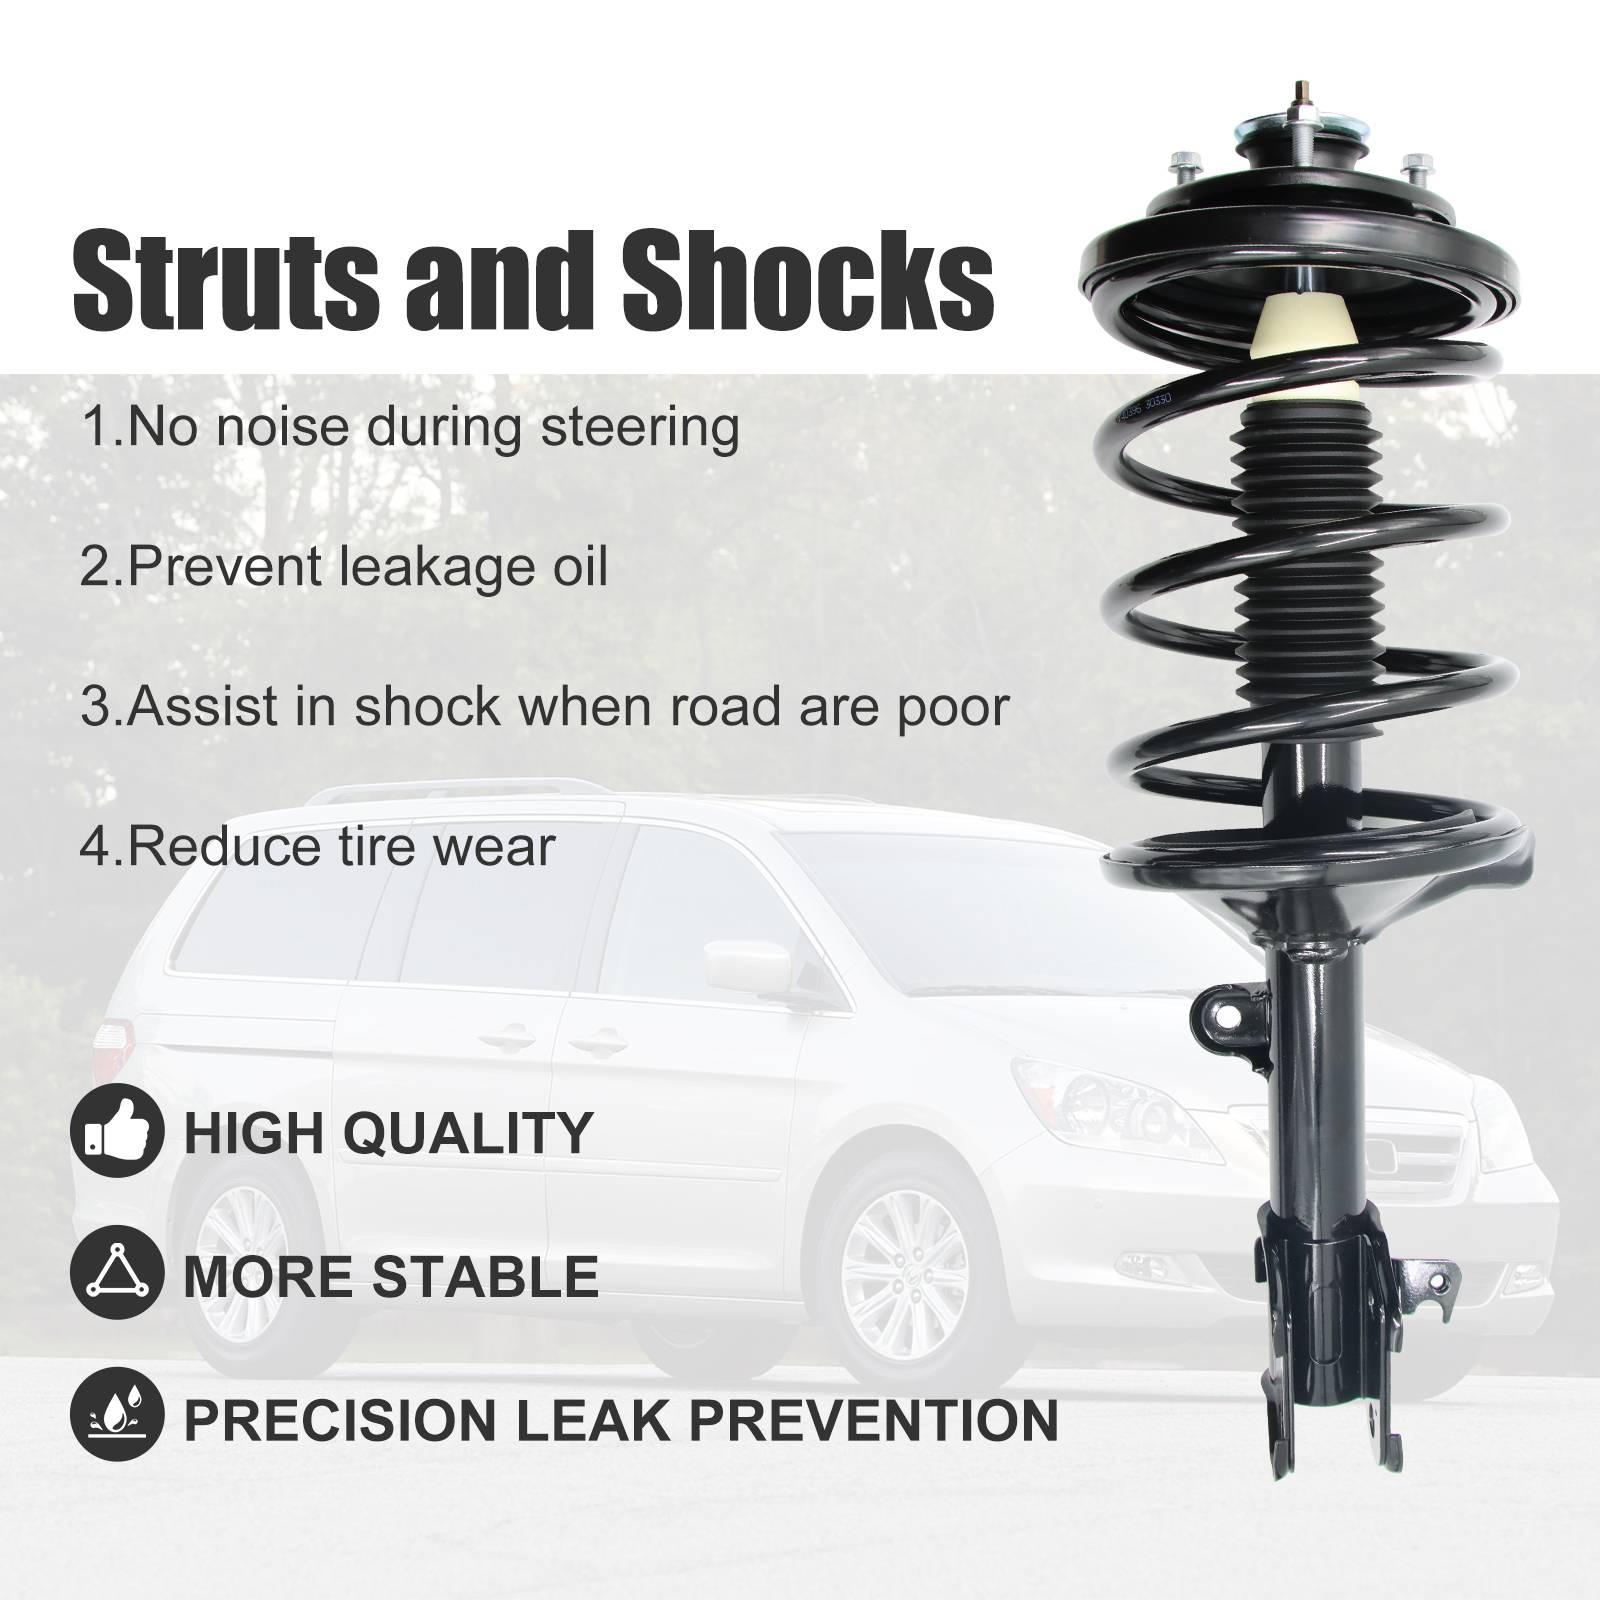 Struts and Shocks
1.No noise during steering
2.Prevent leakage oil
3.Assist in shock when road are poor
4.Reduce tire wear
HIGH QUALITY
MORE STABLE
PRECISION LEAK PREVENTION
30330